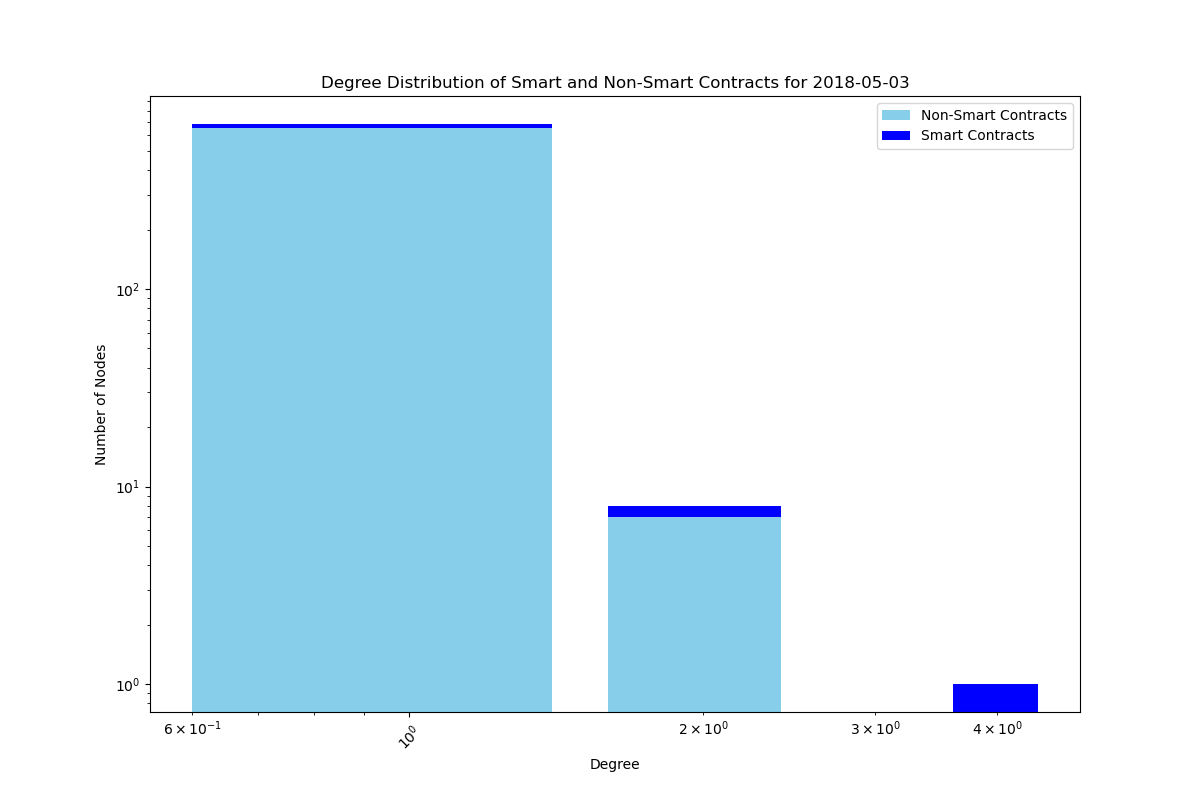 Degree Distribution of Smart and Non-Smart Contracts for 2018-05-03
Non-Smart Contracts
Smart Contracts
Number of Nodes
10²
10¹
10⁰
6 × 10⁻¹
10⁰
2 × 10⁰
3 × 10⁰
4 × 10⁰
Degree